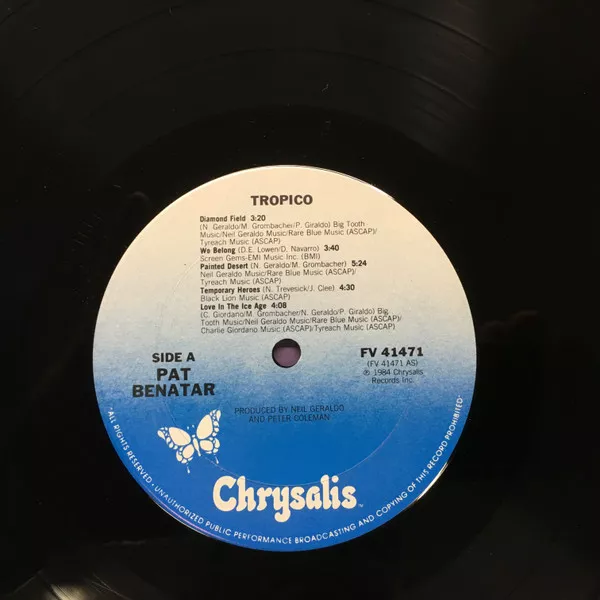 TROPICO
Diamond Field 3:20
(N. Geraldo/M. Grombacher/P. Giraldo) Big Tooth
Music/Neil Geraldo Music/Rare Blue Music (ASCAP)/
Tyreach Music (ASCAP)
We Belong (D.E. Lowen/D. Navarro) 3:40
Screen Gems-EMI Music Inc. (BMI)
Painted Desert (N. Geraldo/M. Grombacher) 5:24
Neil Geraldo Music/Rare Blue Music (ASCAP)/
Tyreach Music (ASCAP)
Temporary Heroes (N. Trevesick/J. Clee) 4:30
Black Lion Music (ASCAP)
Love In The Ice Age 4:08
(C. Giordano/M. Grombacher/N. Geraldo/P. Giraldo) Big
Tooth Music/Neil Geraldo Music/Rare Blue Music (ASCAP)/
Charlie Giordano Music (ASCAP)/Tyreach Music (ASCAP)
SIDE A
PAT
BENATAR
FV 41471
(FV 41471 AS)
℗ 1984 Chrysalis
Records Inc.
PRODUCED BY NEIL GERALDO
AND PETER COLEMAN
Chrysalis™
ALL RIGHTS RESERVED • UNAUTHORIZED PUBLIC PERFORMANCE BROADCASTING AND COPYING OF THIS RECORD PROHIBITED